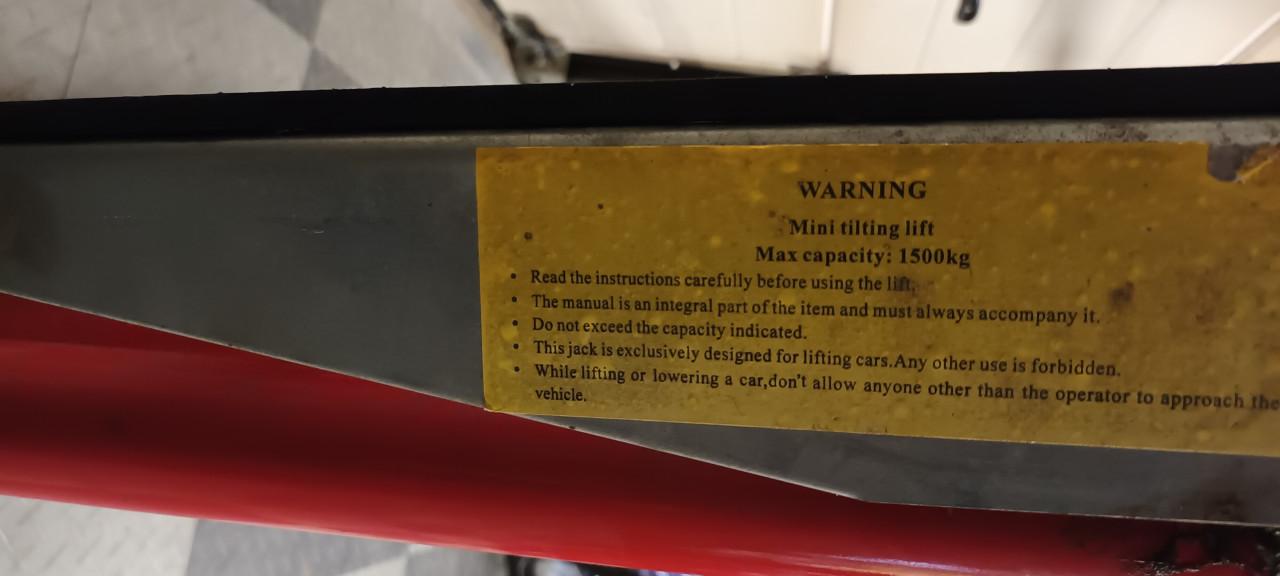 WARNING
Mini tilting lift
Max capacity: 1500kg
• Read the instructions carefully before using the lift.
• The manual is an integral part of the item and must always accompany it.
• Do not exceed the capacity indicated.
• This jack is exclusively designed for lifting cars.Any other use is forbidden.
• While lifting or lowering a car,don't allow anyone other than the operator to approach the
vehicle.